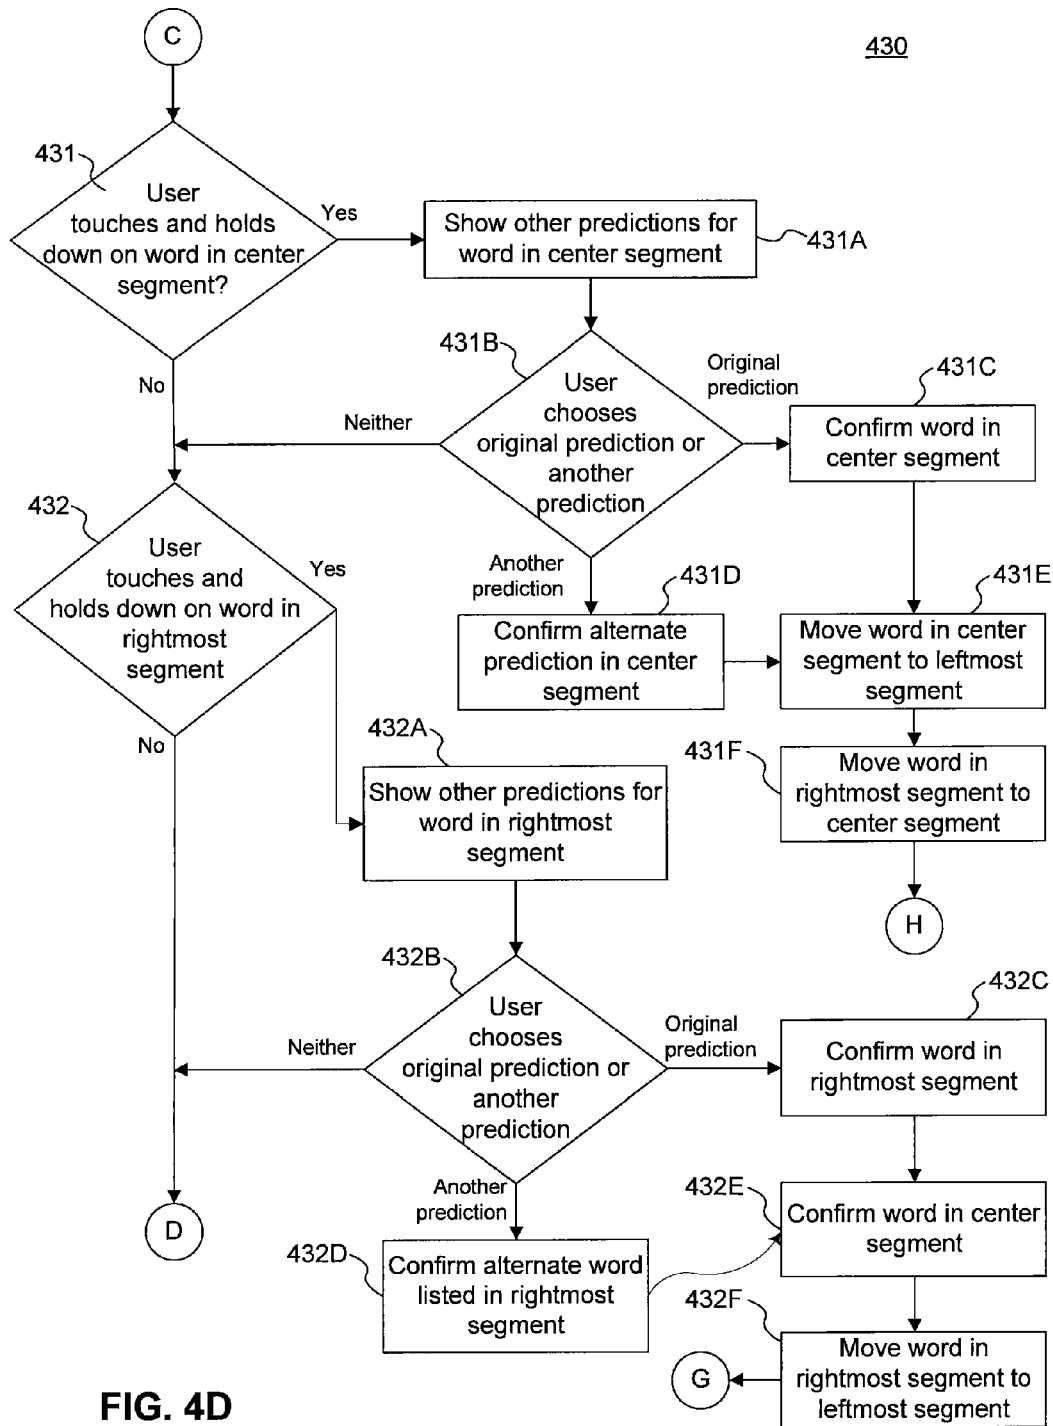 C
430
431
User
touches and holds
down on word in center
segment?
Yes
Show other predictions for
word in center segment
431A
No
431B
User
chooses
original prediction or
another
prediction
Neither
Original
prediction
431C
Confirm word in
center segment
Another
prediction
431D
Confirm alternate
prediction in center
segment
431E
Move word in center
segment to leftmost
segment
431F
Move word in
rightmost segment to
center segment
H
432
User
touches and
holds down on word in
rightmost
segment
Yes
No
432A
Show other predictions for
word in rightmost
segment
432B
User
chooses
original prediction or
another
prediction
Neither
Original
prediction
432C
Confirm word in
rightmost segment
Another
prediction
432D
Confirm alternate word
listed in rightmost
segment
432E
Confirm word in center
segment
432F
Move word in
rightmost segment to
leftmost segment
G
D
FIG. 4D